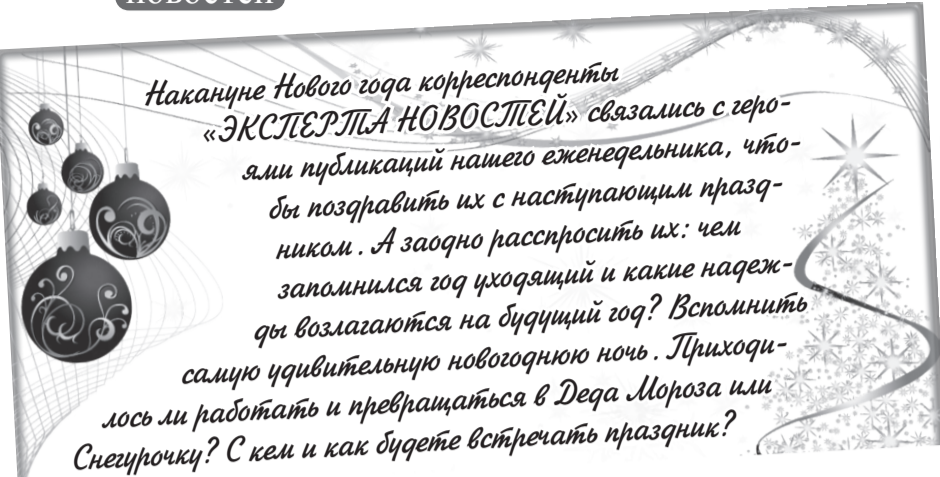 новостей
Накануне Нового года корреспонденты
«ЭКСПЕРТА НОВОСТЕЙ» связались с геро-
ями публикаций нашего еженедельника, что-
бы поздравить их с наступающим празд-
ником . А заодно расспросить их: чем
запомнился год уходящий и какие надеж-
ды возлагаются на будущий год? Вспомнить
самую удивительную новогоднюю ночь . Приходи-
лось ли работать и превращаться в Деда Мороза или
Снегурочку? С кем и как будете встречать праздник?